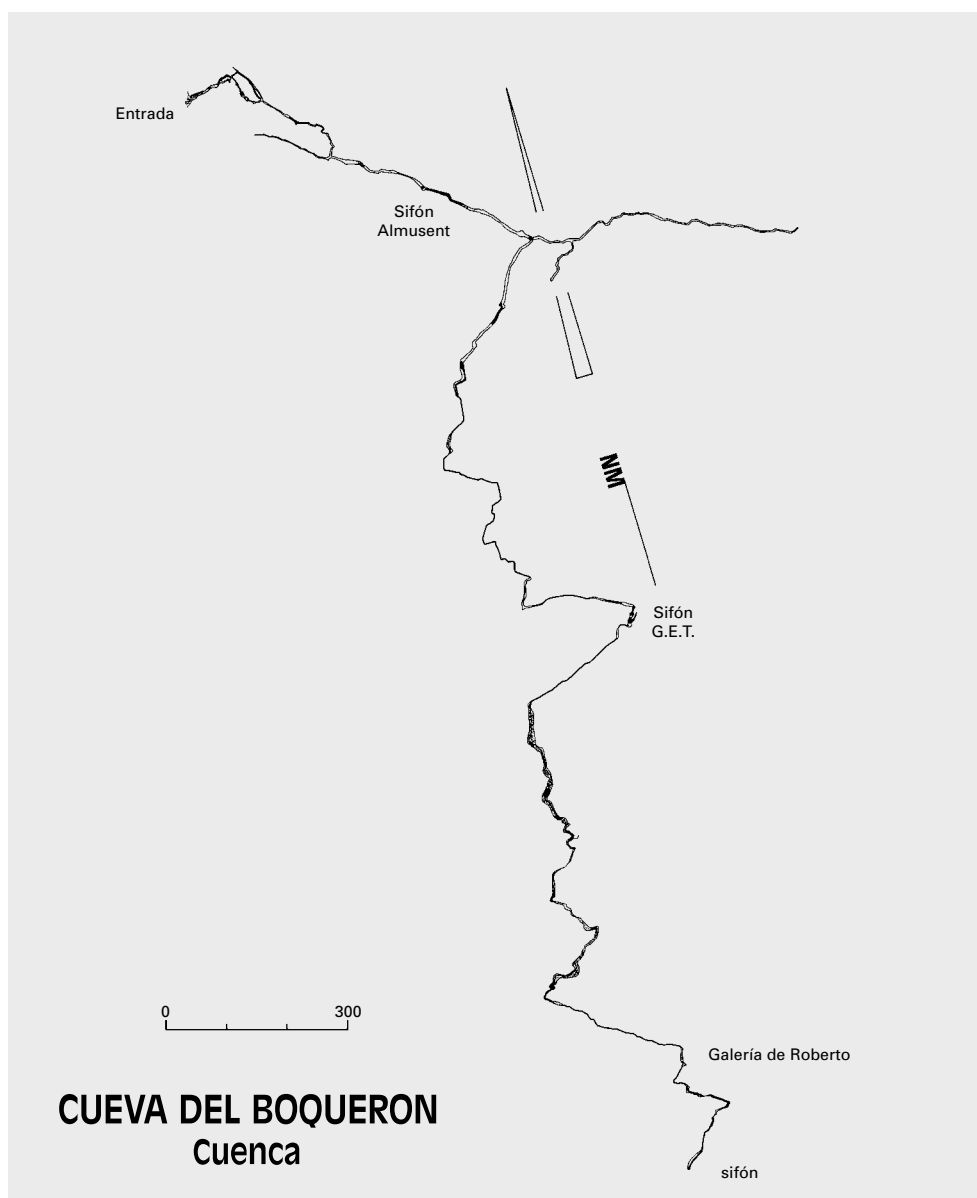 Entrada
Sifón
Almusent
NM
Sifón
G.E.T.
0 300
Galería de Roberto
CUEVA DEL BOQUERON
Cuenca
sifón